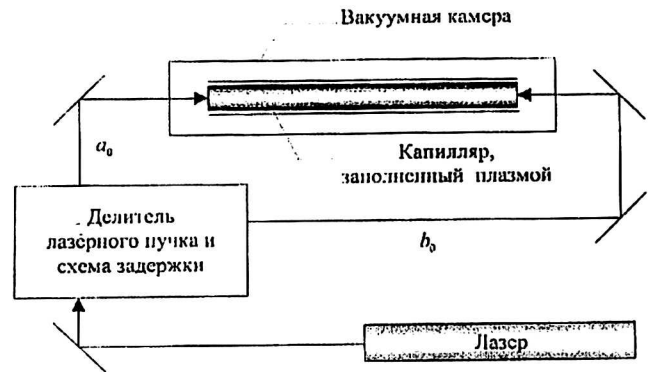 Вакуумная камера
a₀
Капилляр,
заполненный плазмой
Делитель
лазерного пучка и
схема задержки
b₀
Лазер